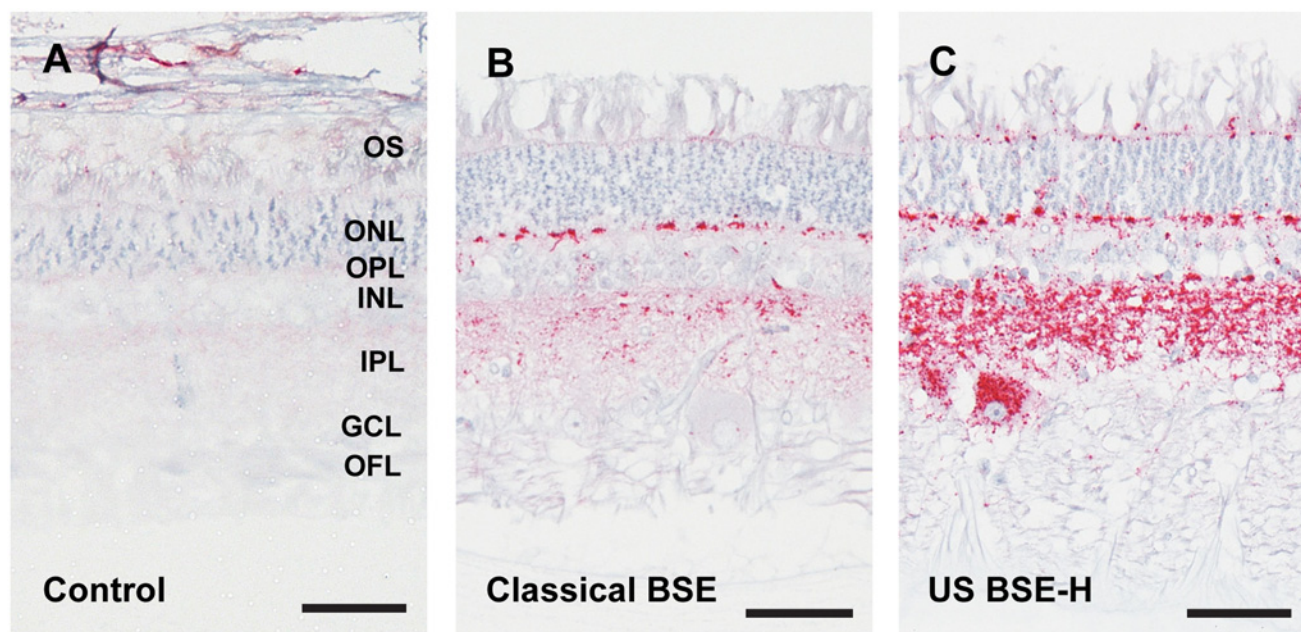 A
OS
ONL
OPL
INL
IPL
GCL
OFL
Control
B
Classical BSE
C
US BSE-H